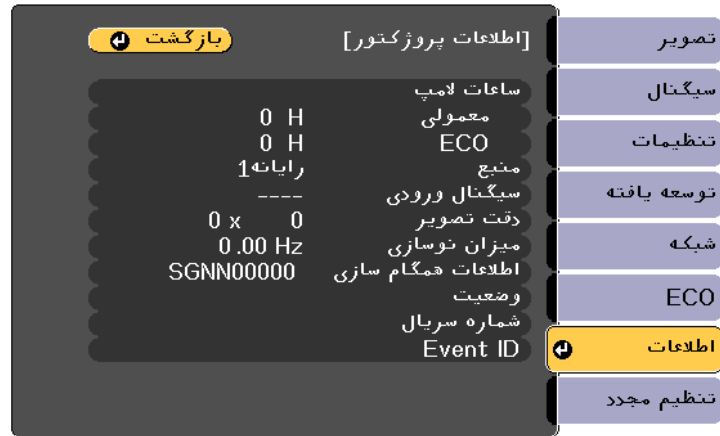 [اطلاعات پروژکتور] بازگشت
ساعات لامپ
معمولی 0 H
ECO 0 H
منبع رایانه1
سیگنال ورودی ----
دقت تصویر 0 x 0
میزان نوسازی 0.00 Hz
اطلاعات همگام سازی SGNN00000
وضعیت
شماره سریال
Event ID
تصویر
سیگنال
تنظیمات
توسعه یافته
شبکه
ECO
اطلاعات
تنظیم مجدد